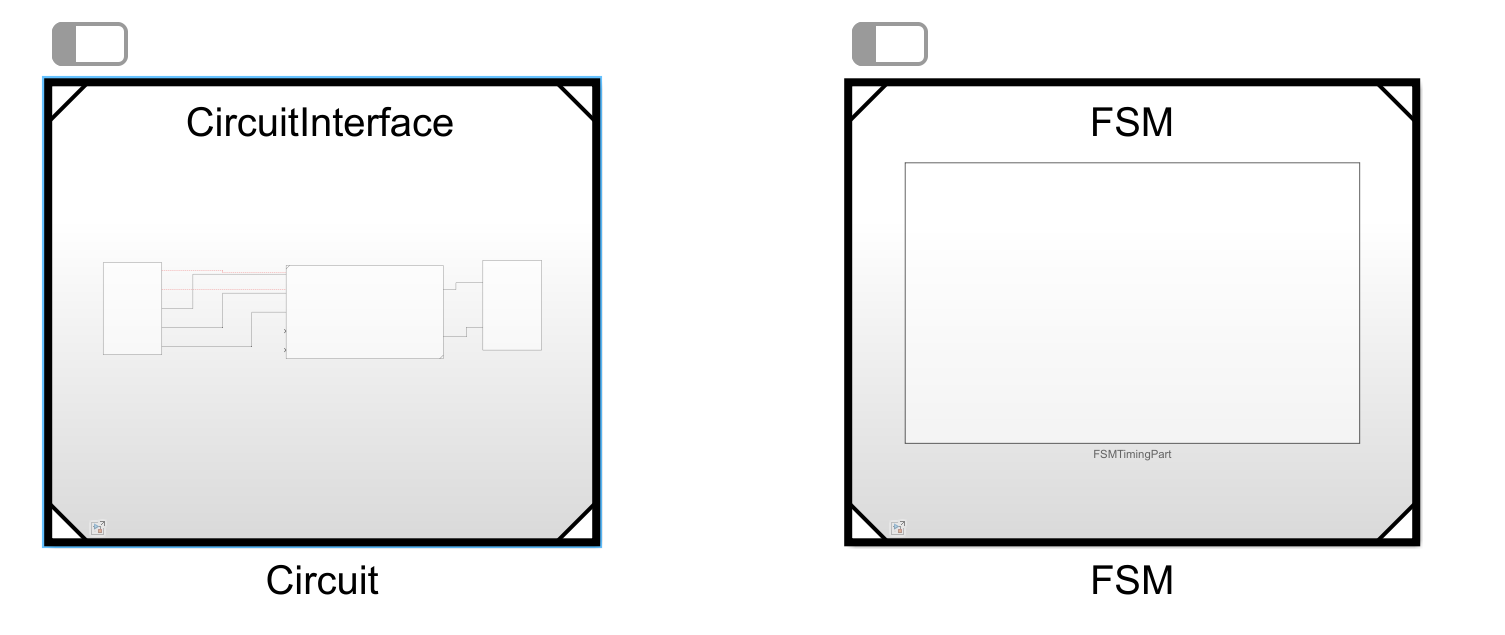 CircuitInterface
FSM
FSMTimingPart
Circuit
FSM